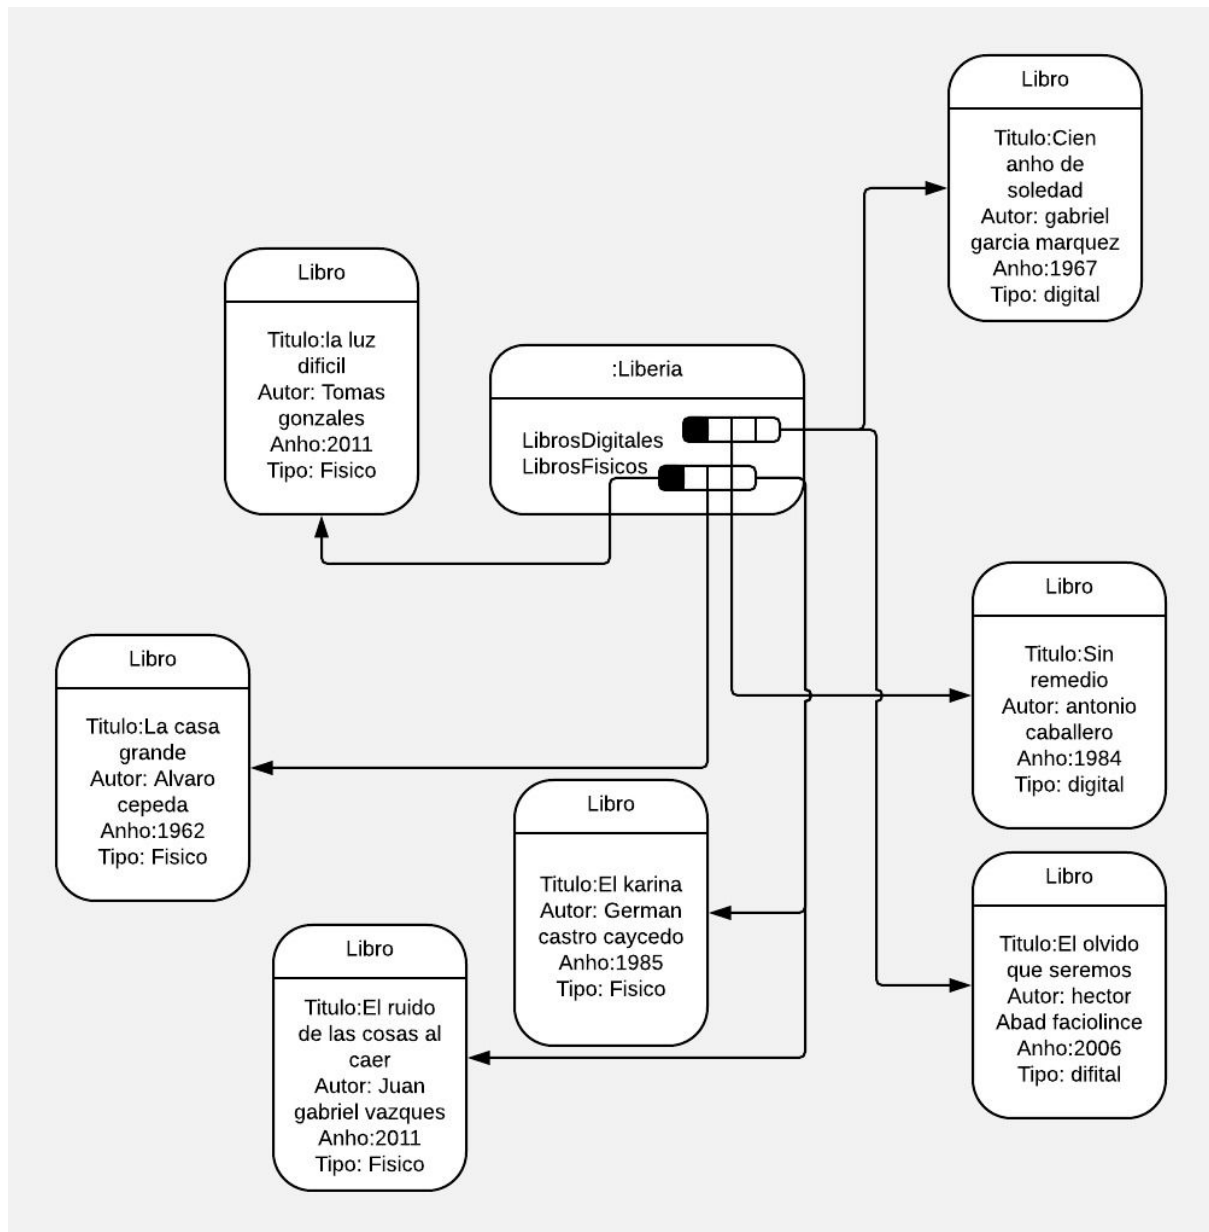 Libro
Titulo:Cien
anho de
soledad
Autor: gabriel
garcia marquez
Anho:1967
Tipo: digital
Libro
Titulo:la luz
dificil
Autor: Tomas
gonzales
Anho:2011
Tipo: Fisico
:Liberia
LibrosDigitales
LibrosFisicos
Libro
Titulo:Sin
remedio
Autor: antonio
caballero
Anho:1984
Tipo: digital
Libro
Titulo:La casa
grande
Autor: Alvaro
cepeda
Anho:1962
Tipo: Fisico
Libro
Titulo:El karina
Autor: German
castro caycedo
Anho:1985
Tipo: Fisico
Libro
Titulo:El olvido
que seremos
Autor: hector
Abad faciolince
Anho:2006
Tipo: difital
Libro
Titulo:El ruido
de las cosas al
caer
Autor: Juan
gabriel vazques
Anho:2011
Tipo: Fisico